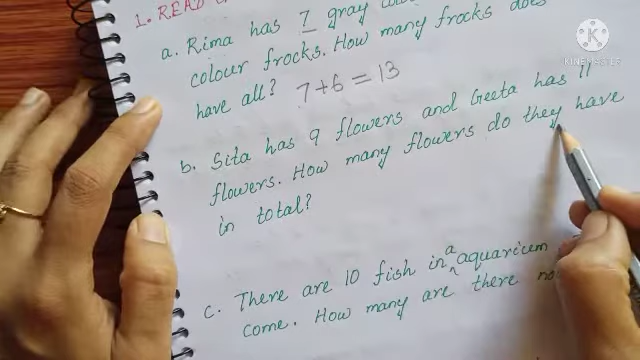 1. READ
a. Rima has 7 gray
colour frocks. How many frocks does
have all? 7+6=13
b. Sita has 9 flowers and Geeta has 11
flowers. How many flowers do they have
in total?
c. There are 10 fish in a aquaricum
come. How many are there
KINEMASTER